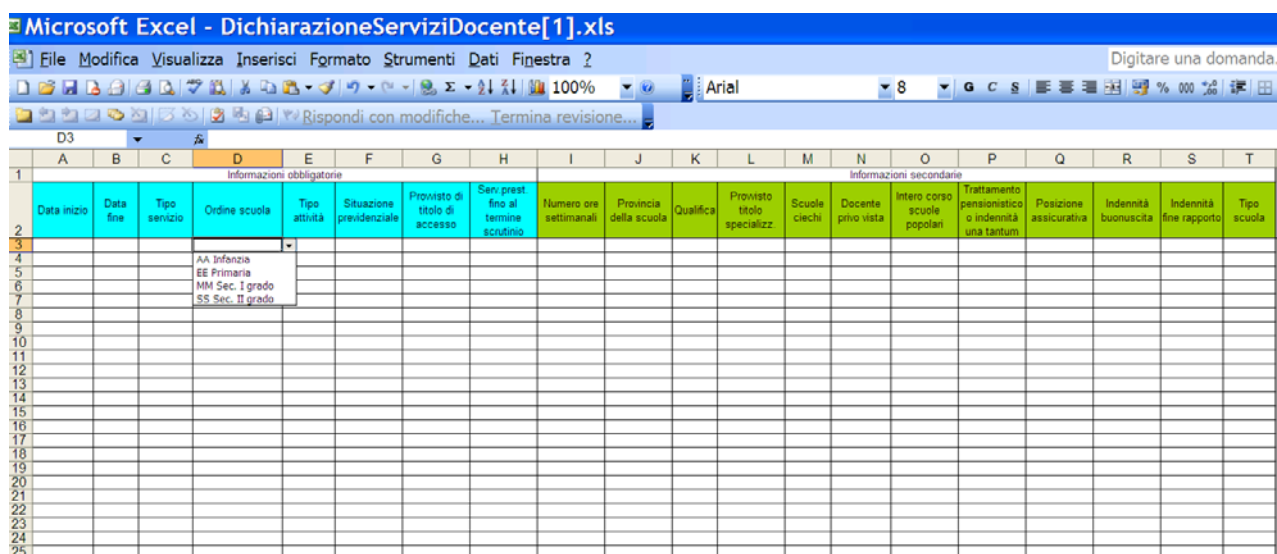 Microsoft Excel - DichiarazioneServiziDocente[1].xls
File Modifica Visualizza Inserisci Formato Strumenti Dati Finestra ? Digitare una domanda.
100% Arial 8 G C S % 000
Rispondi con modifiche... Termina revisione...
D3 fx
A B C D E F G H I J K L M N O P Q R S T
1 Informazioni obbligatorie Informazioni secondarie
2 Data inizio Data fine Tipo servizio Ordine scuola Tipo attività Situazione previdenziale Provvisto di titolo di accesso Serv.prest. fino al termine scrutinio Numero ore settimanali Provincia della scuola Qualifica Provvisto titolo specializz. Scuole ciechi Docente privo vista Intero corso scuole popolari Trattamento pensionistico o indennità una tantum Posizione assicurativa Indennità buonuscita Indennità fine rapporto Tipo scuola
3
4 AA Infanzia
5 EE Primaria
6 MM Sec. I grado
7 SS Sec. II grado
8
9
10
11
12
13
14
15
16
17
18
19
20
21
22
23
24
25